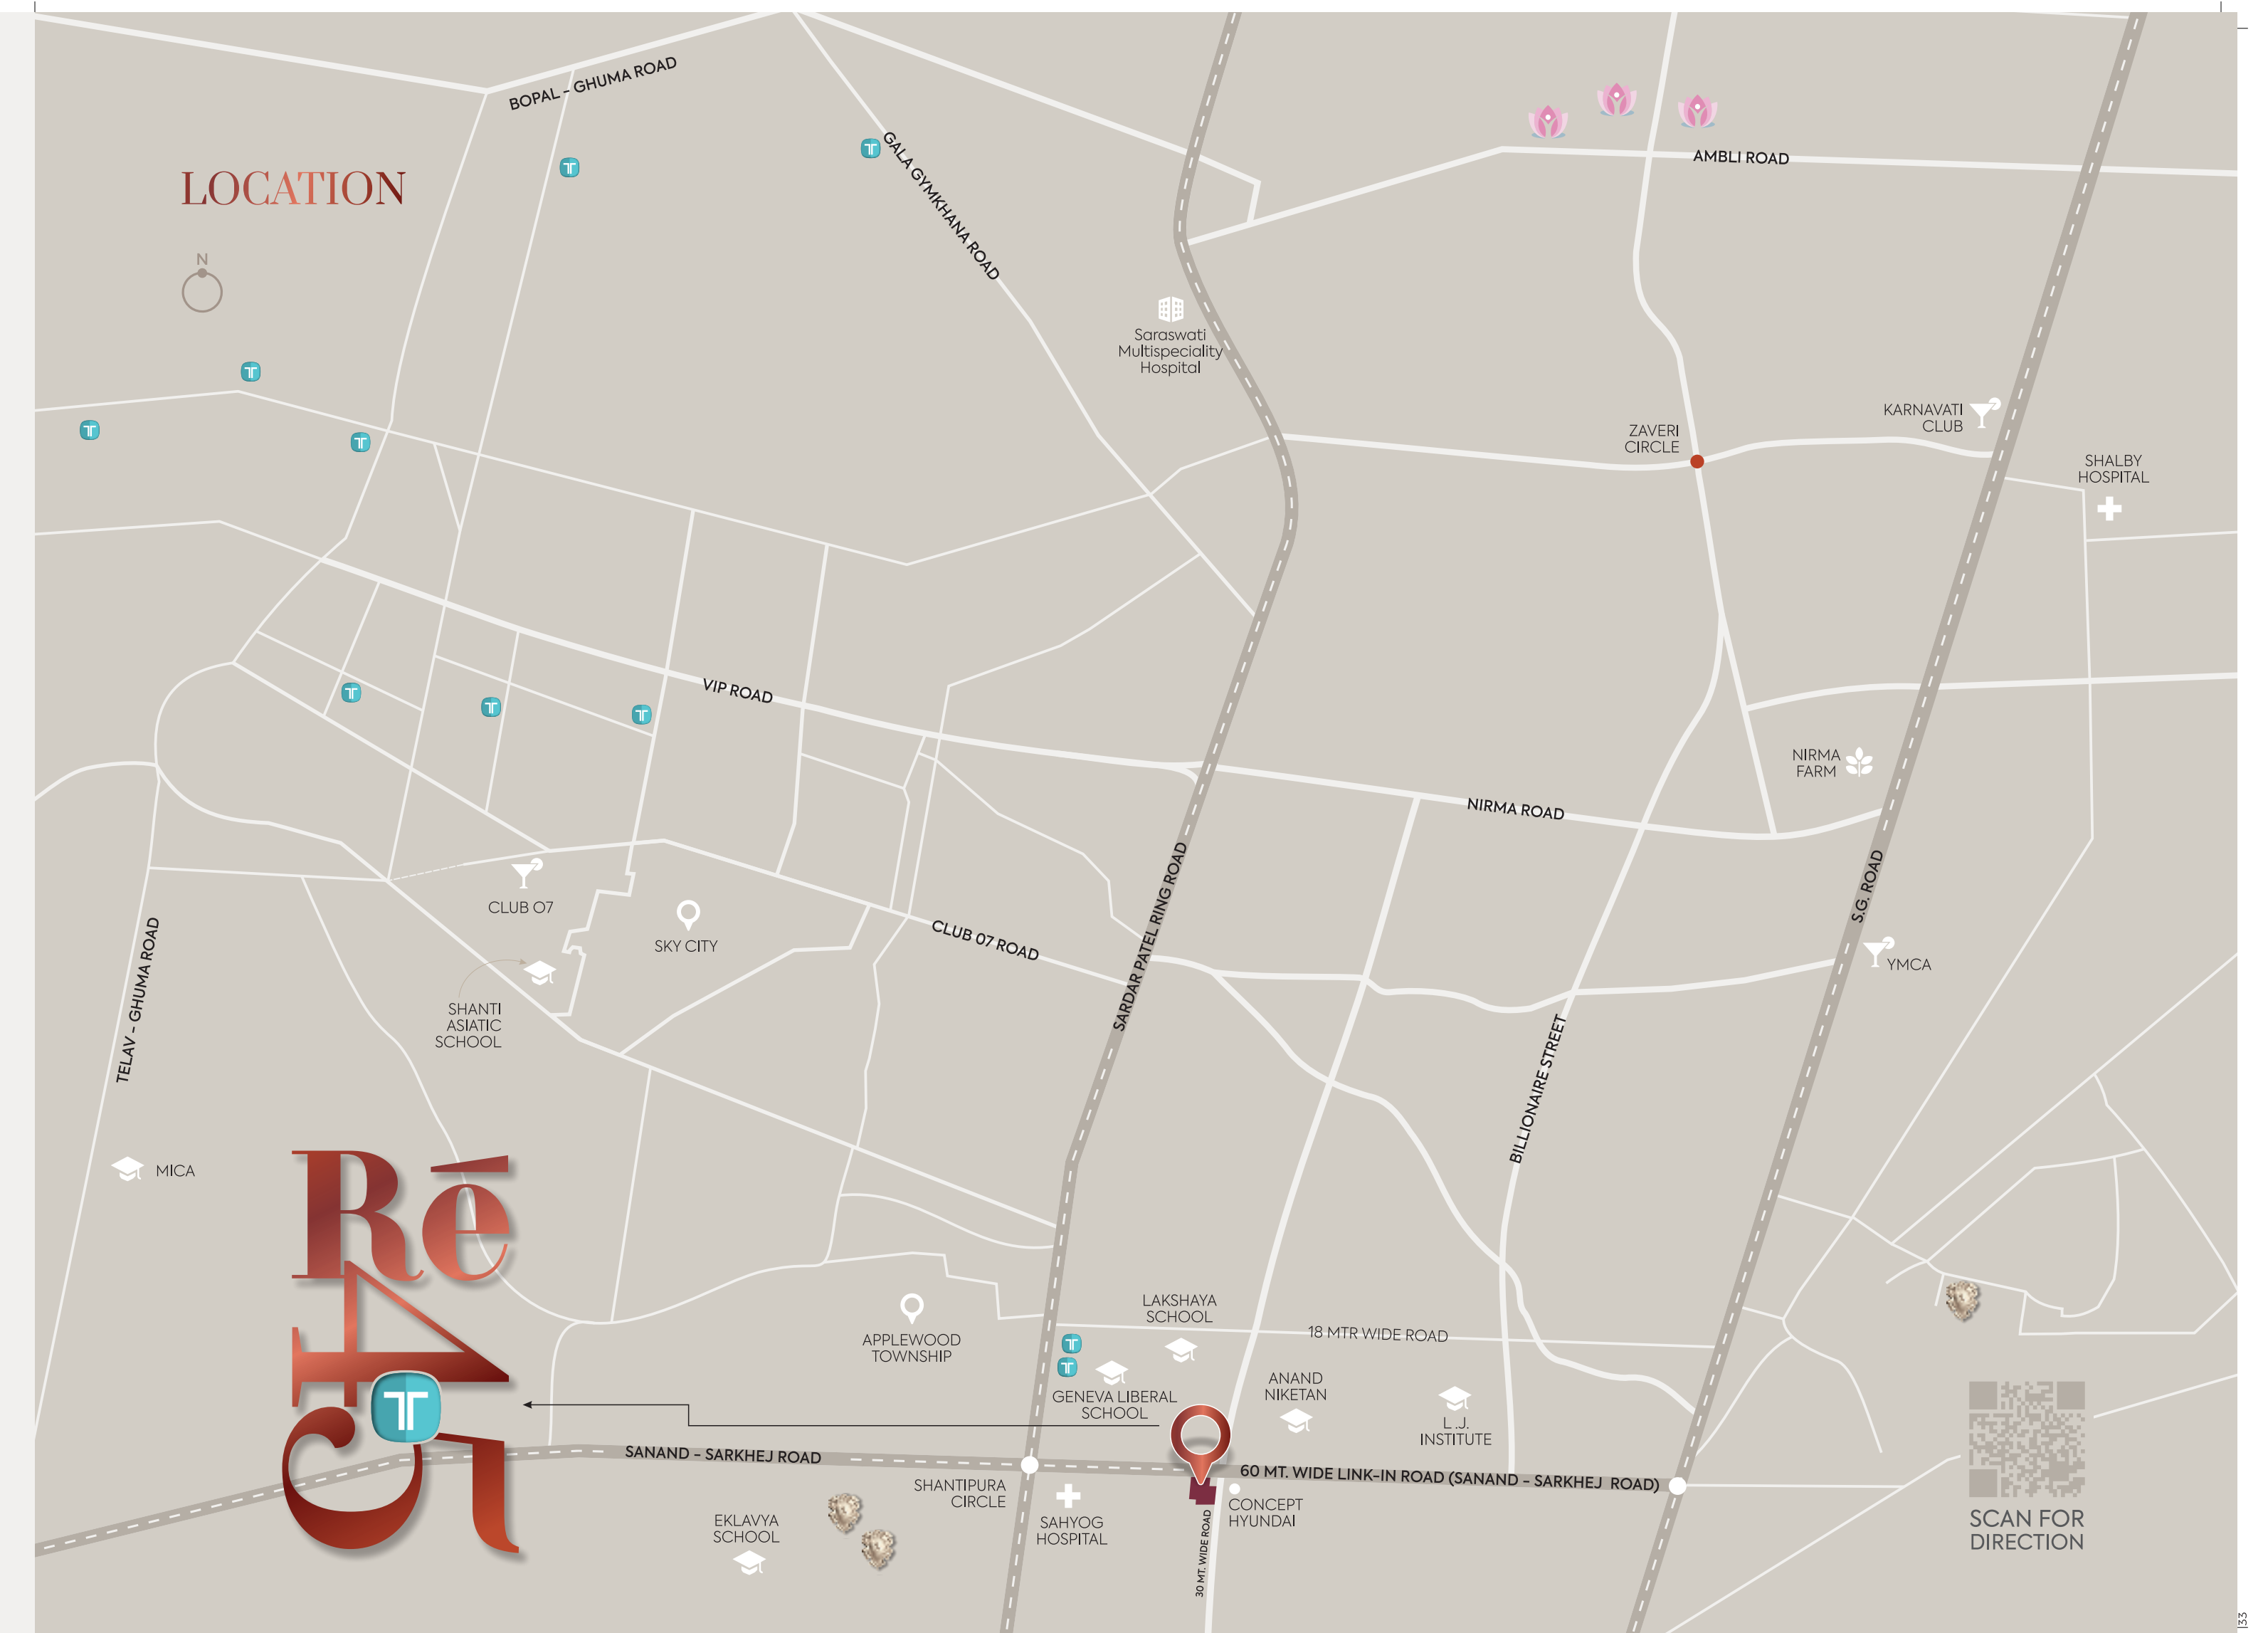 BOPAL - GHUMA ROAD
GALA GYMKHANA ROAD
AMBLI ROAD
LOCATION
N
Saraswati
Multispeciality
Hospital
KARNAVATI
CLUB
ZAVERI
CIRCLE
SHALBY
HOSPITAL
VIP ROAD
NIRMA
FARM
NIRMA ROAD
SARDAR PATEL RING ROAD
S.G. ROAD
CLUB O7
SKY CITY
CLUB 07 ROAD
YMCA
TELAV - GHUMA ROAD
SHANTI
ASIATIC
SCHOOL
BILLIONAIRE STREET
MICA
Rē
45
T
LAKSHAYA
SCHOOL
18 MTR WIDE ROAD
APPLEWOOD
TOWNSHIP
GENEVA LIBERAL
SCHOOL
ANAND
NIKETAN
L .J.
INSTITUTE
SANAND - SARKHEJ ROAD
60 MT. WIDE LINK-IN ROAD (SANAND - SARKHEJ ROAD)
SHANTIPURA
CIRCLE
CONCEPT
HYUNDAI
EKLAVYA
SCHOOL
SAHYOG
HOSPITAL
30 MT. WIDE ROAD
SCAN FOR
DIRECTION
33